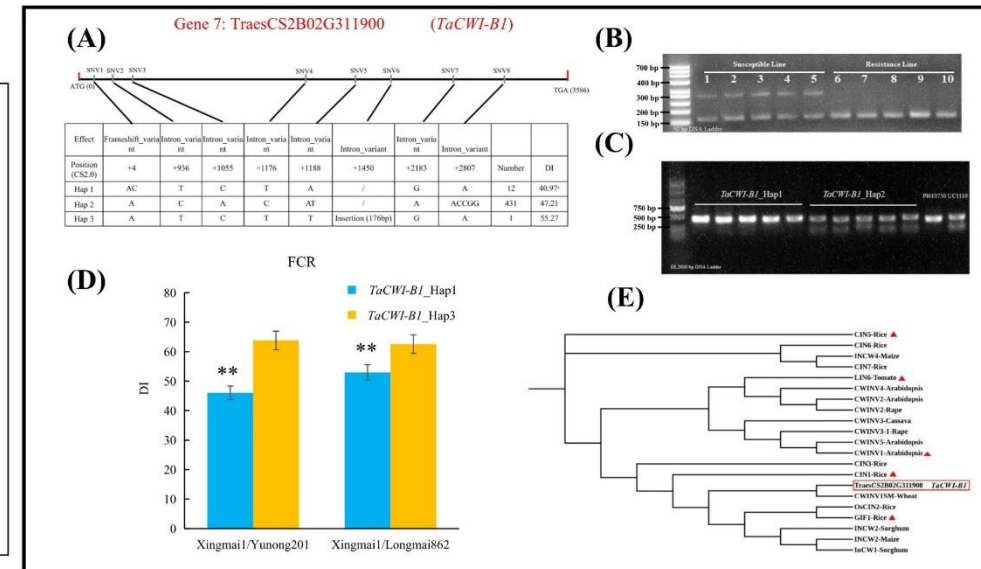 Gene 7: TraesCS2B02G311900 (TaCWI-B1)
(A)
SNV1 SNV2 SNV3 SNV4 SNV5 SNV6 SNV7 SNV8
ATG (0) TGA (3586)
Effect Frameshift_variant Intron_variant Intron_variant Intron_variant Intron_variant Intron_variant Intron_variant Intron_variant
Position (CS2.0) +4 +936 +1055 +1176 +1188 +1450 +2183 +2807 Number DI
Hap 1 AC T C T A / G A 12 40.97
Hap 2 A C A C AT / A ACCGG 431 47.21
Hap 3 A T C T T Insertion (176bp) G A 1 55.27
(B)
Susceptible Line Resistance Line
1 2 3 4 5 6 7 8 9 10
700 bp
400 bp
300 bp
200 bp
150 bp
50 bp DNA Ladder
(C)
TaCWI-B1_Hap1 TaCWI-B1_Hap2 UC1110
750 bp
500 bp
250 bp
DL2000 bp DNA Ladder
(D)
FCR
TaCWI-B1_Hap1
TaCWI-B1_Hap3
DI
80
70
60
50
40
30
20
10
0
** **
Xingmai1/Yunong201 Xingmai1/Longmai862
(E)
CIN5-Rice
CIN6-Rice
INCW4-Maize
CIN7-Rice
LIN6-Tomato
CWINV4-Arabidopsis
CWINV2-Arabidopsis
CWINV2-Rape
CWINV3-Cassava
CWINV3-1-Rape
CWINV5-Arabidopsis
CWINV1-Arabidopsis
CIN3-Rice
CIN1-Rice
TraesCS2B02G311900 TaCWI-B1
CWINV1SM-Wheat
OsCIN2-Rice
GIF1-Rice
INCW2-Sorghum
INCW2-Maize
InCW1-Sorghum